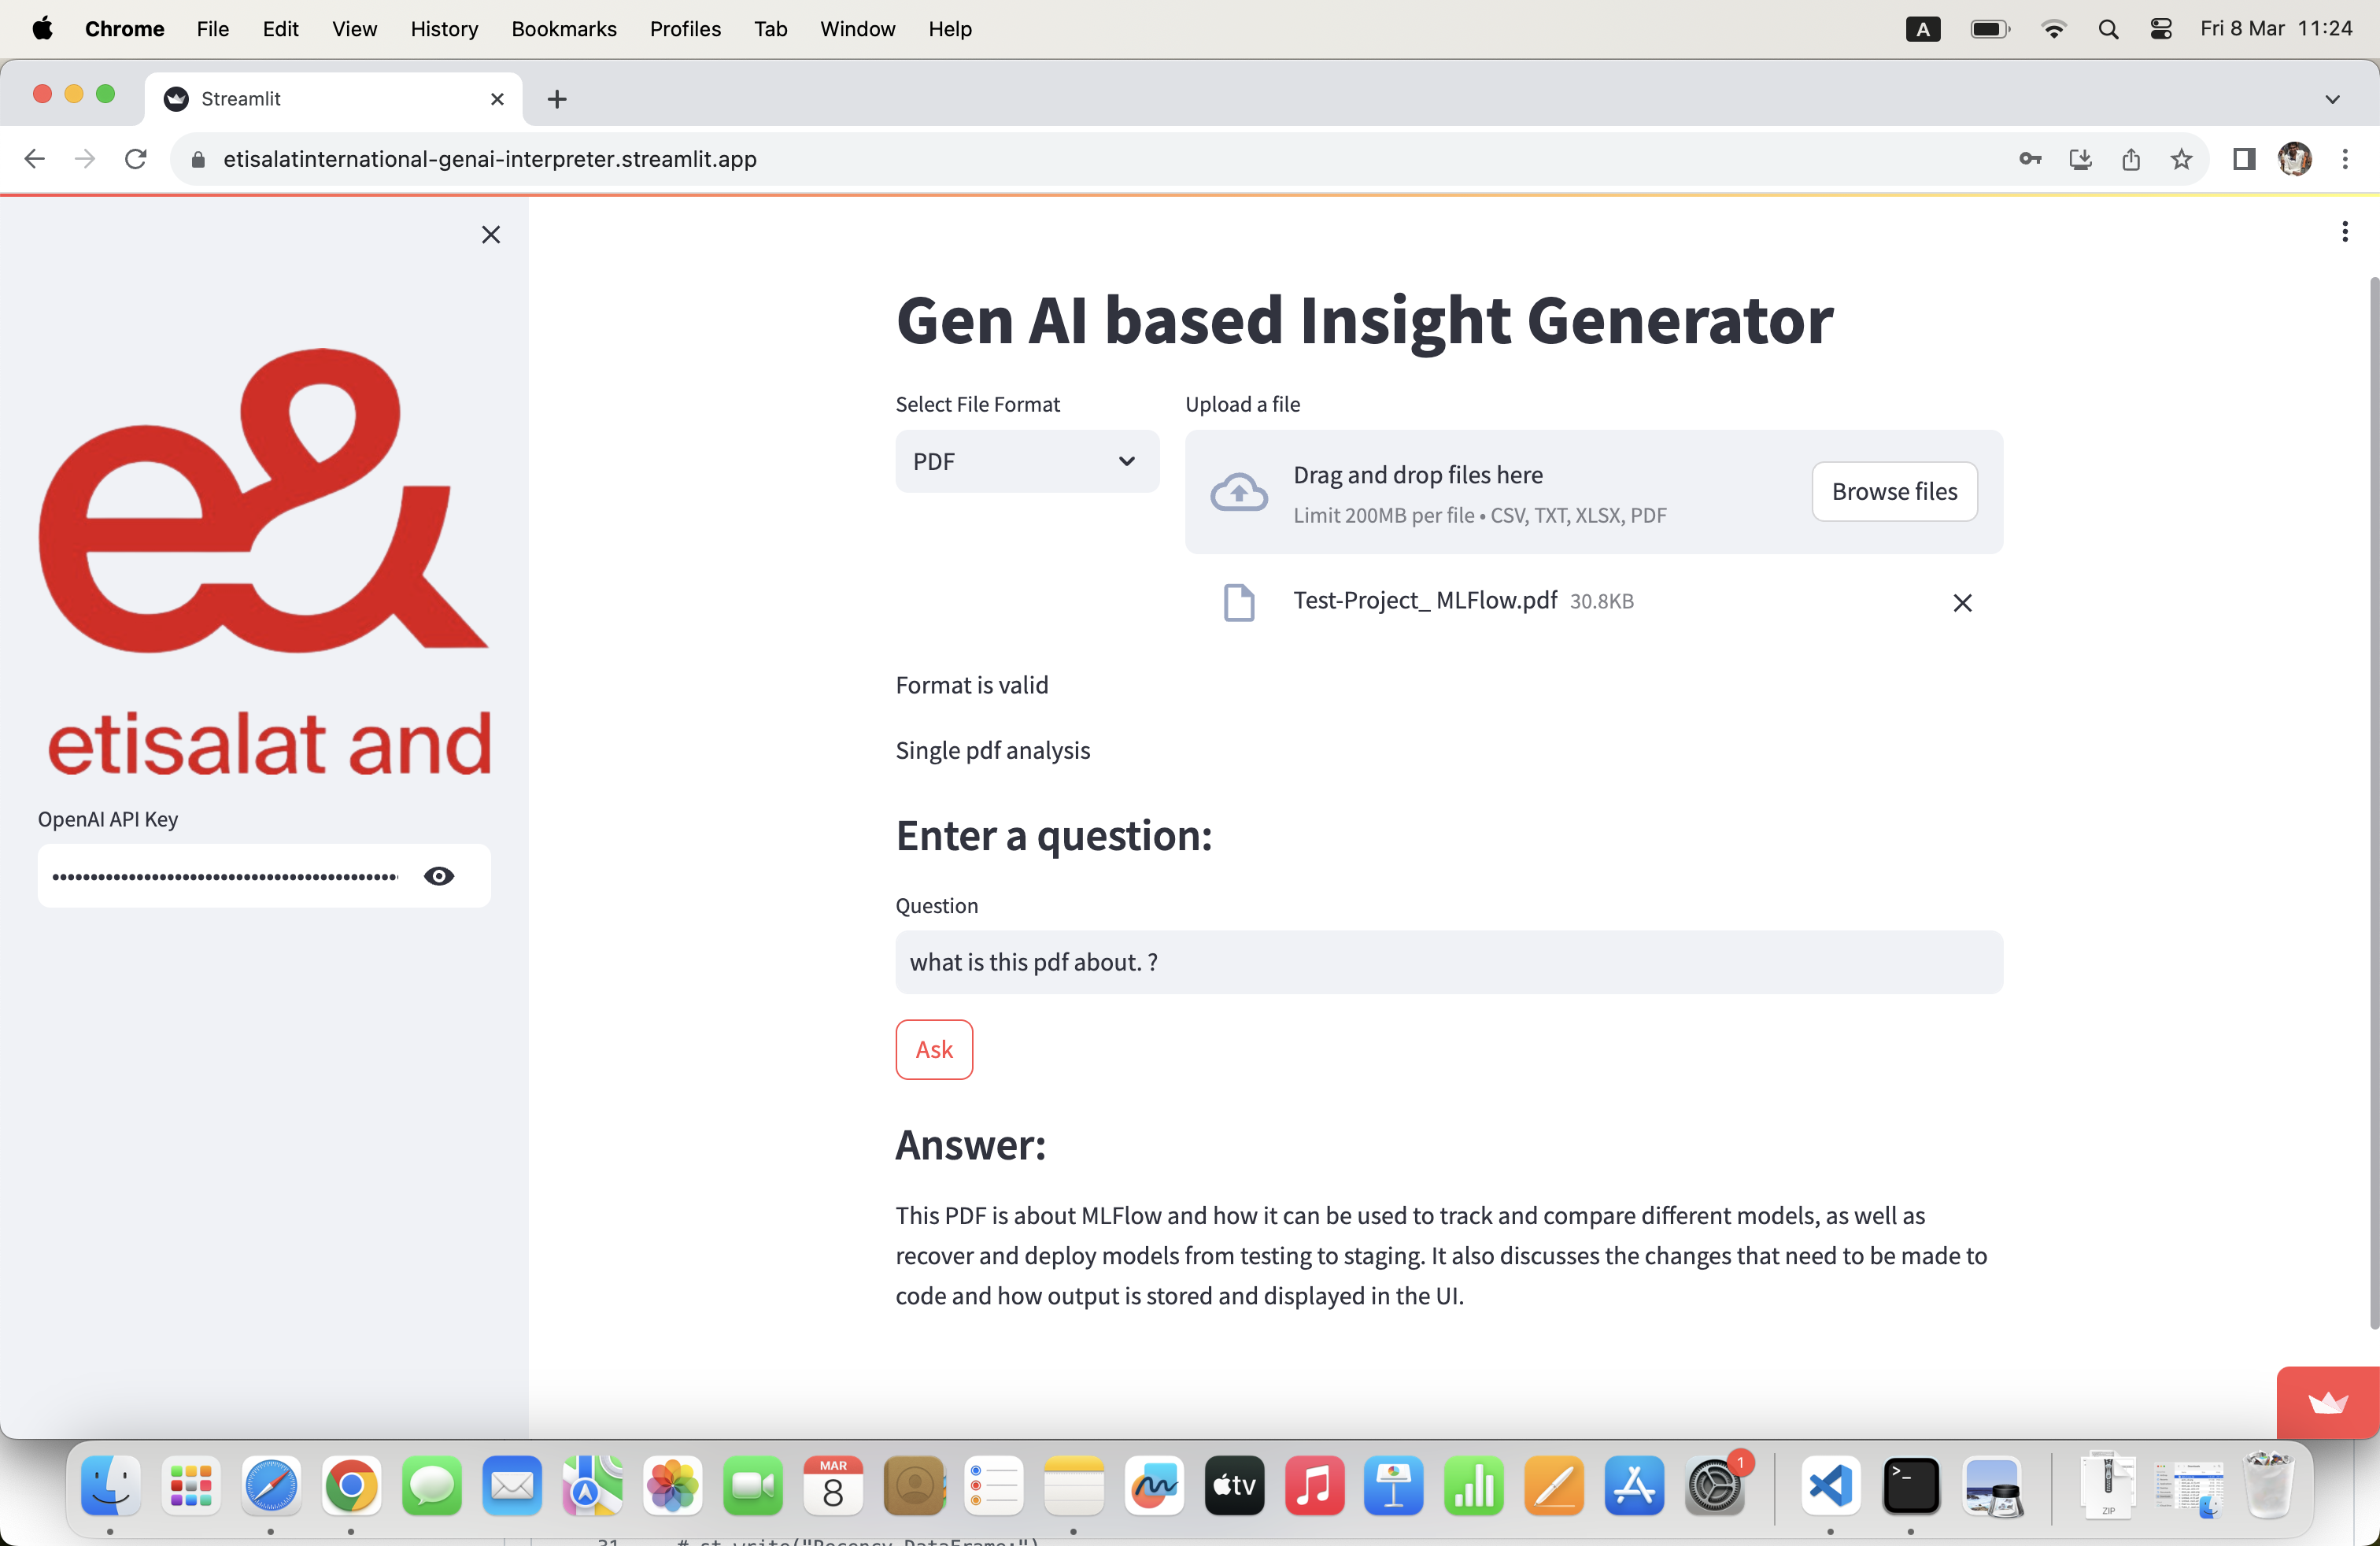 Chrome File Edit View History Bookmarks Profiles Tab Window Help A Fri 8 Mar 11:24
Streamlit
etisalatinternational-genai-interpreter.streamlit.app
e&
etisalat and
OpenAI API Key
Gen AI based Insight Generator
Select File Format
PDF
Upload a file
Drag and drop files here
Limit 200MB per file • CSV, TXT, XLSX, PDF
Browse files
Test-Project_ MLFlow.pdf 30.8KB
Format is valid
Single pdf analysis
Enter a question:
Question
what is this pdf about. ?
Ask
Answer:
This PDF is about MLFlow and how it can be used to track and compare different models, as well as
recover and deploy models from testing to staging. It also discusses the changes that need to be made to
code and how output is stored and displayed in the UI.
MAR
8
tv
1
>_
ZIP